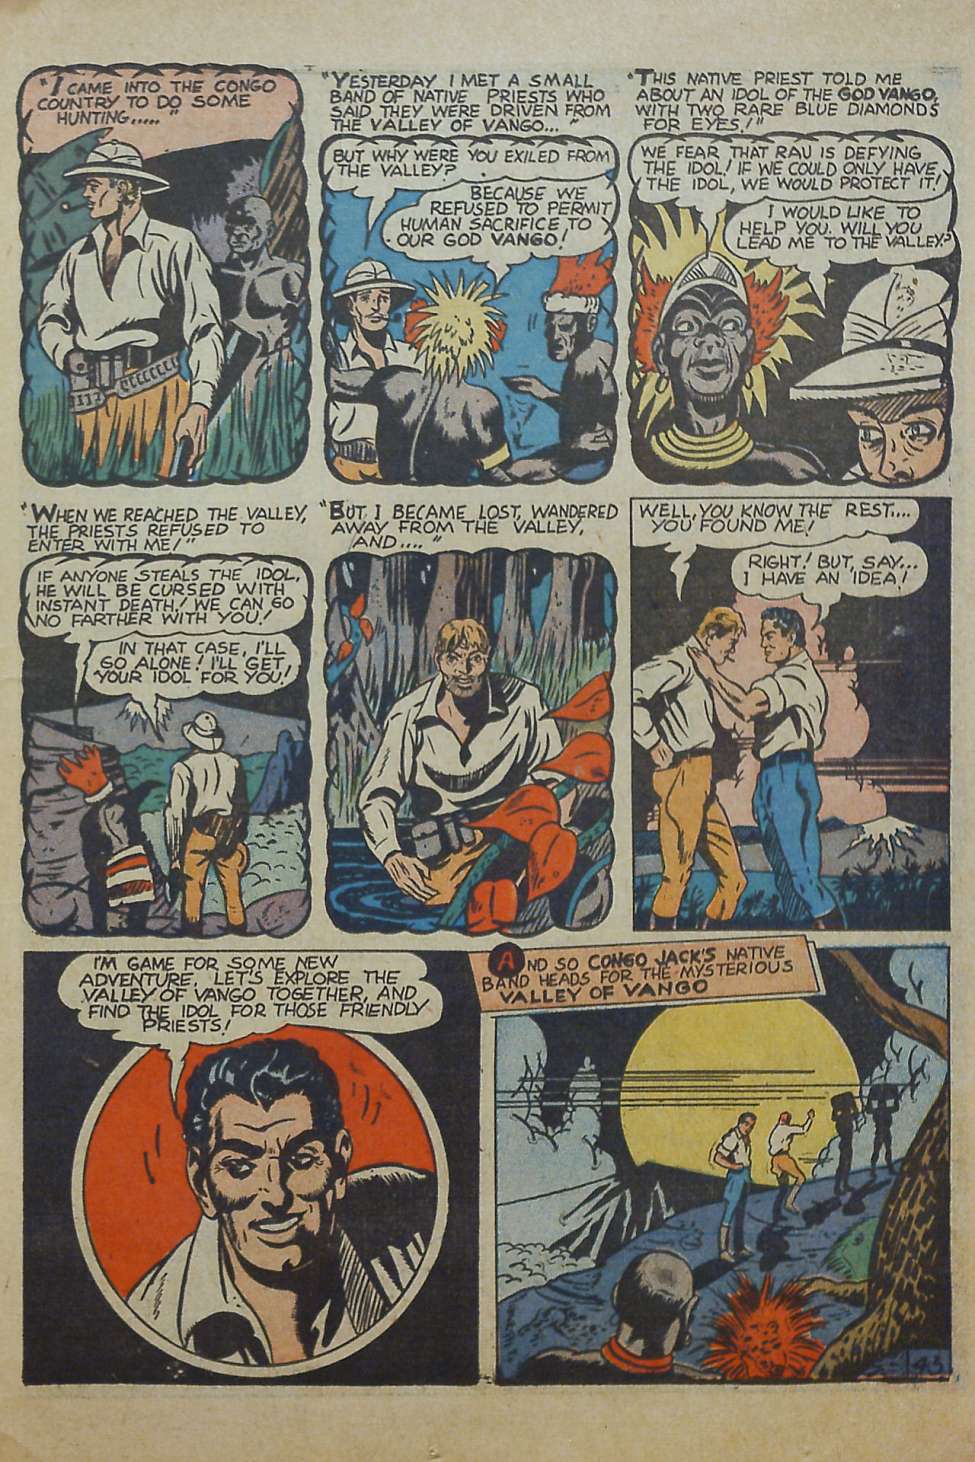 "I CAME INTO THE CONGO
COUNTRY TO DO SOME
HUNTING....."
"YESTERDAY I MET A SMALL
BAND OF NATIVE PRIESTS WHO
SAID THEY WERE DRIVEN FROM
THE VALLEY OF VANGO..."
BUT WHY WERE YOU EXILED FROM
THE VALLEY?
BECAUSE WE
REFUSED TO PERMIT
HUMAN SACRIFICE TO
OUR GOD VANGO!
"THIS NATIVE PRIEST TOLD ME
ABOUT AN IDOL OF THE GOD VANGO,
WITH TWO RARE BLUE DIAMONDS
FOR EYES!"
WE FEAR THAT RAU IS DEFYING
THE IDOL! IF WE COULD ONLY HAVE
THE IDOL, WE WOULD PROTECT IT!
I WOULD LIKE TO
HELP YOU. WILL YOU
LEAD ME TO THE VALLEY?
"WHEN WE REACHED THE VALLEY,
THE PRIESTS REFUSED TO
ENTER WITH ME!"
IF ANYONE STEALS THE IDOL,
HE WILL BE CURSED WITH
INSTANT DEATH! WE CAN GO
NO FARTHER WITH YOU!
IN THAT CASE, I'LL
GO ALONE! I'LL GET
YOUR IDOL FOR YOU!
"BUT I BECAME LOST, WANDERED
AWAY FROM THE VALLEY,
AND...."
WELL, YOU KNOW THE REST....
YOU FOUND ME!
RIGHT! BUT, SAY...
I HAVE AN IDEA!
I'M GAME FOR SOME NEW
ADVENTURE. LET'S EXPLORE THE
VALLEY OF VANGO TOGETHER, AND
FIND THE IDOL FOR THOSE FRIENDLY
PRIESTS!
AND SO CONGO JACK'S NATIVE
BAND HEADS FOR THE MYSTERIOUS
VALLEY OF VANGO
43